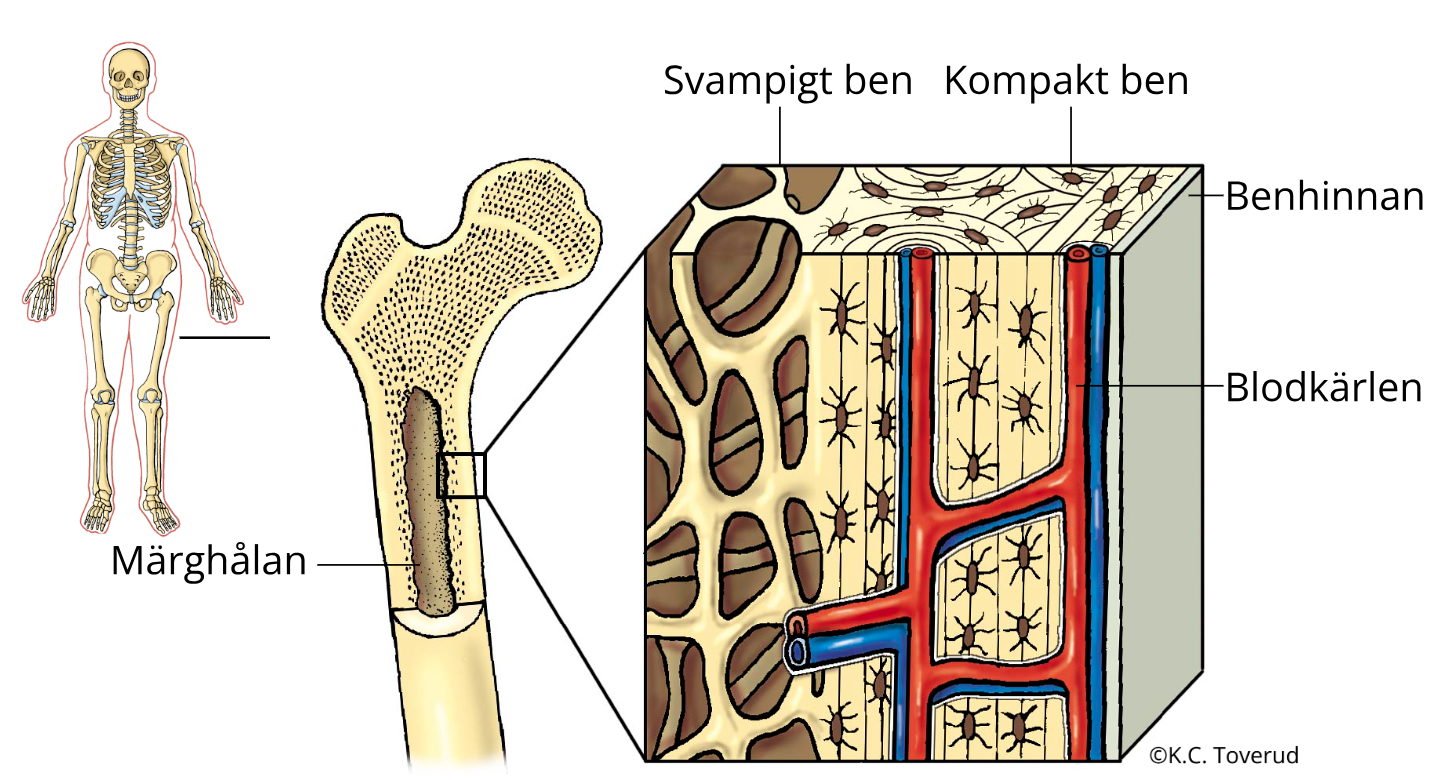 Svampigt ben
Kompakt ben
Benhinnan
Blodkärlen
Märghålan
©K.C. Toverud